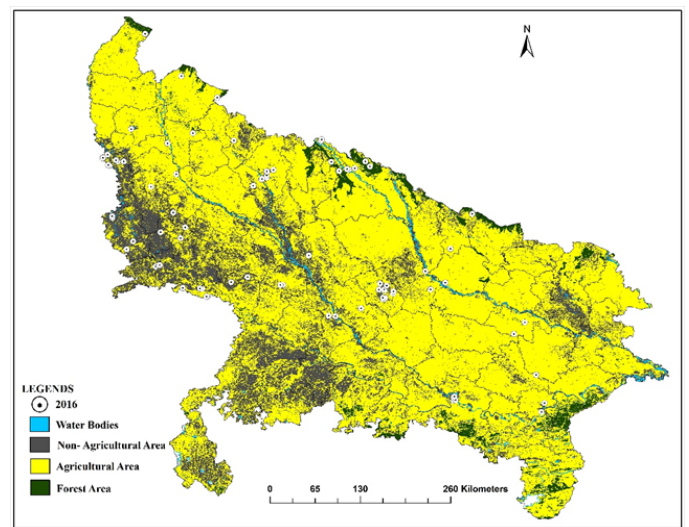 N
LEGENDS
2016
Water Bodies
Non- Agricultural Area
Agricultural Area
Forest Area
0 65 130 260 Kilometers